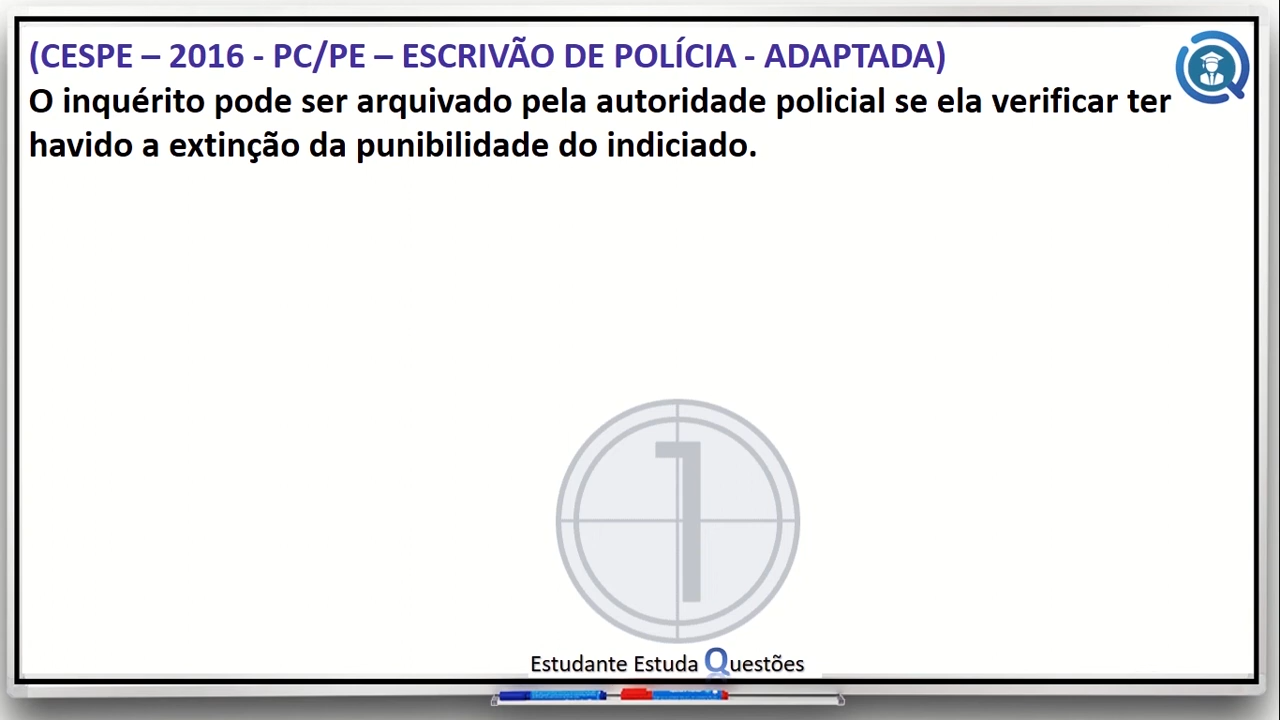 (CESPE – 2016 - PC/PE – ESCRIVÃO DE POLÍCIA - ADAPTADA)
O inquérito pode ser arquivado pela autoridade policial se ela verificar ter
havido a extinção da punibilidade do indiciado.
1
Estudante Estuda Questões